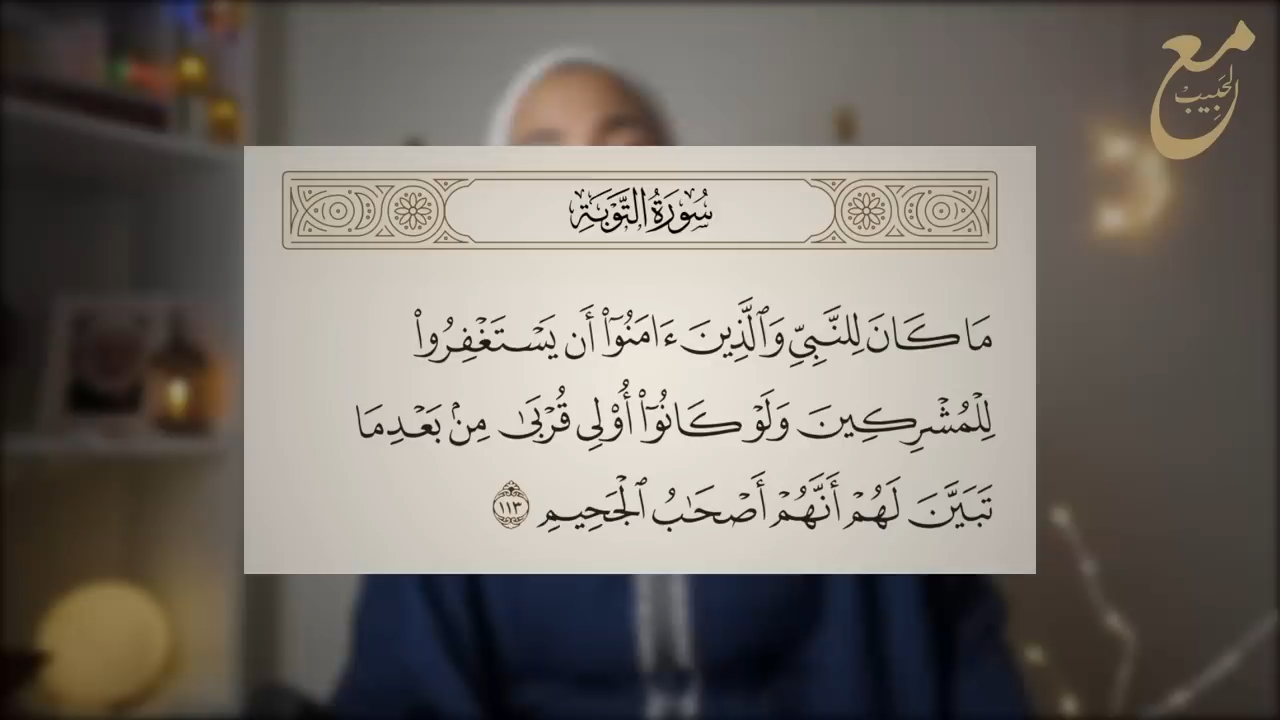 مع
الحبيب
سُورَةُ التَّوْبَةِ
مَا كَانَ لِلنَّبِيِّ وَٱلَّذِينَ ءَامَنُوٓا۟ أَن يَسْتَغْفِرُوا۟
لِلْمُشْرِكِينَ وَلَوْ كَانُوٓا۟ أُو۟لِى قُرْبَىٰ مِنۢ بَعْدِ مَا
تَبَيَّنَ لَهُمْ أَنَّهُمْ أَصْحَـٰبُ ٱلْجَحِيمِ ١١٣